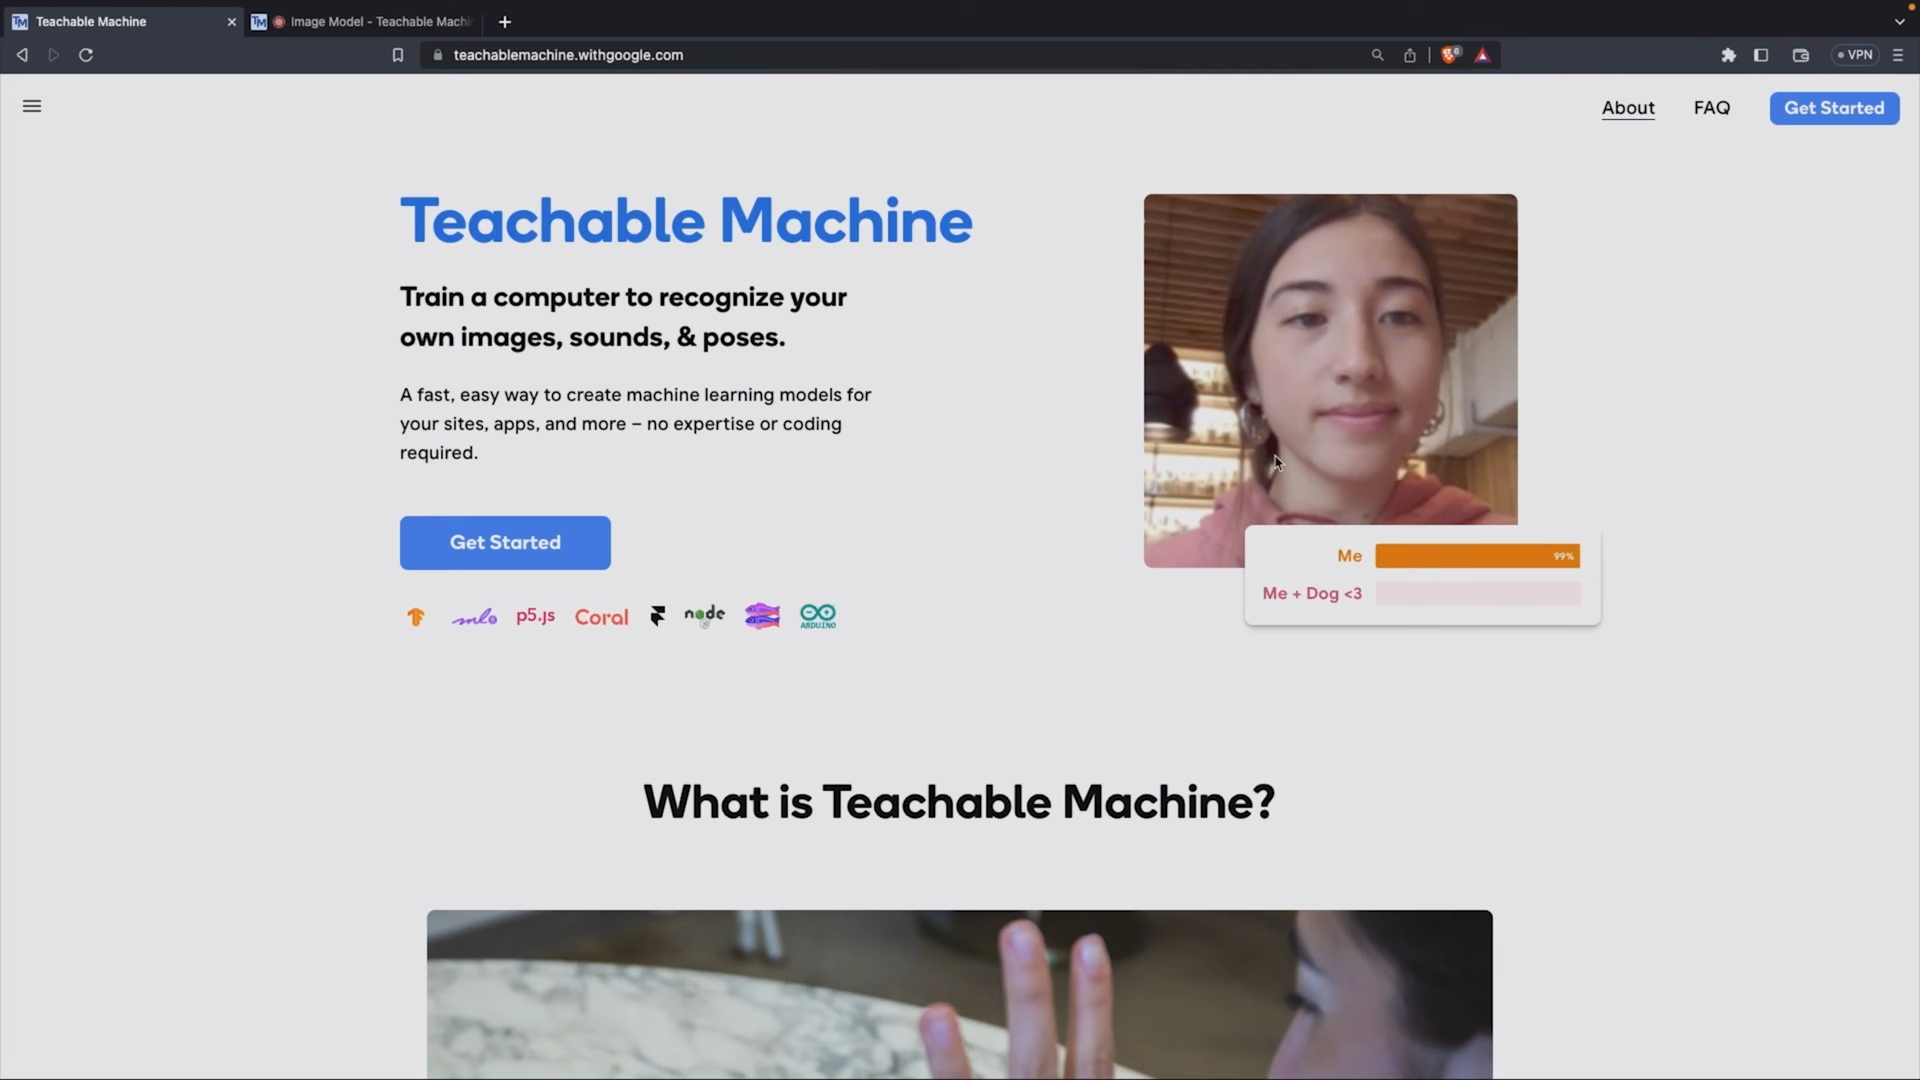 Teachable Machine
Image Model - Teachable Machi
teachablemachine.withgoogle.com
6
VPN
About
FAQ
Get Started
Teachable Machine
Train a computer to recognize your
own images, sounds, & poses.
A fast, easy way to create machine learning models for
your sites, apps, and more – no expertise or coding
required.
Get Started
ml5
p5.js
Coral
node
ARDUINO
Me
99%
Me + Dog <3
What is Teachable Machine?